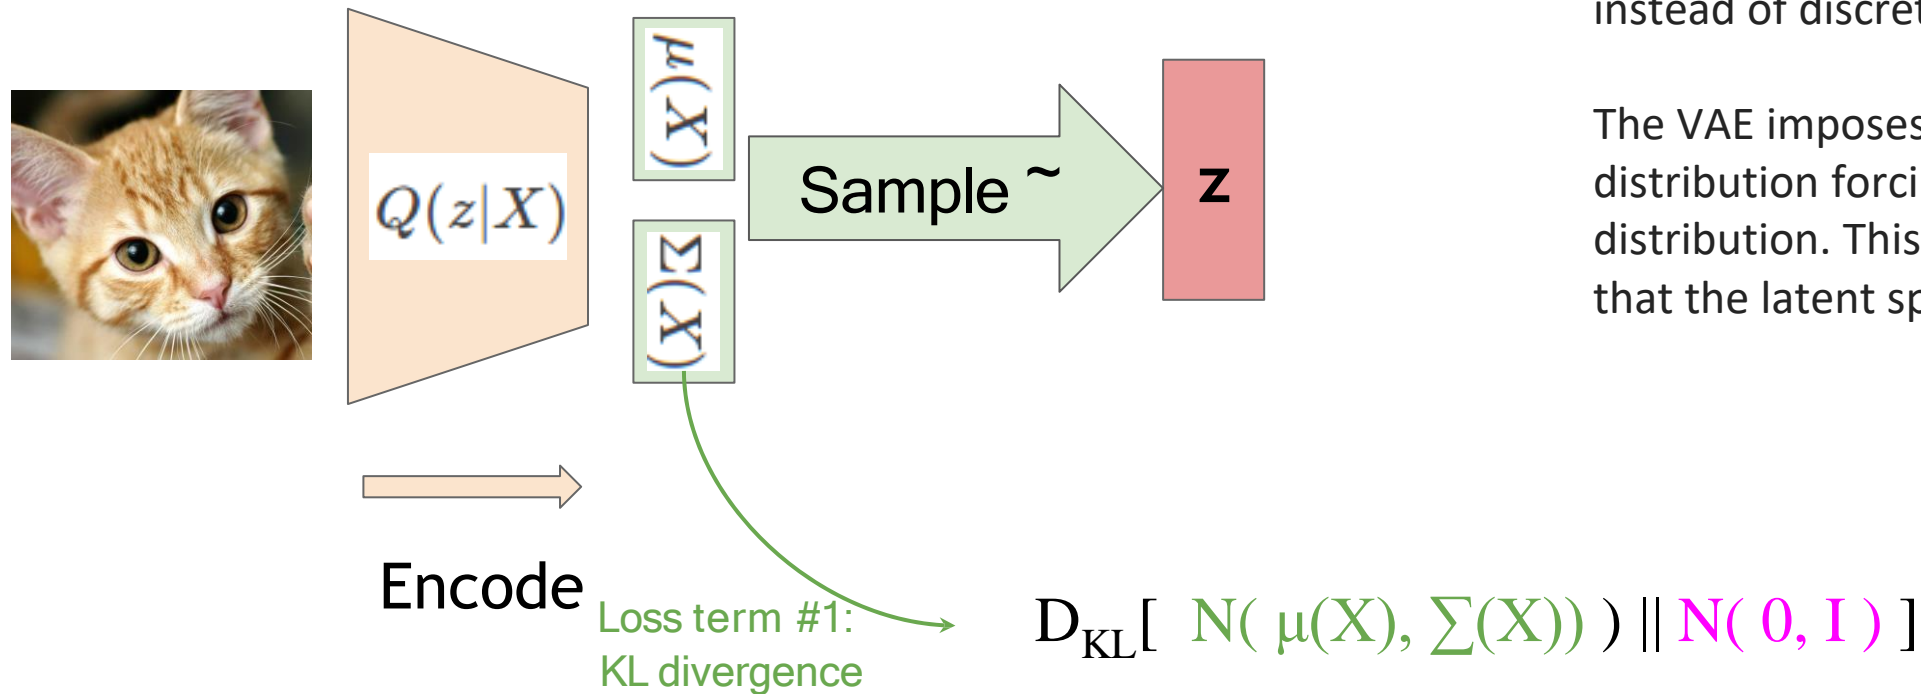 instead of discret
The VAE imposes
distribution forci
distribution. This
that the latent sp
Q(z|X)
μ(X)
Σ(X)
Sample ~
z
Encode
Loss term #1:
KL divergence
D_KL[ N( μ(X), ∑(X)) ) || N( 0, I ) ]